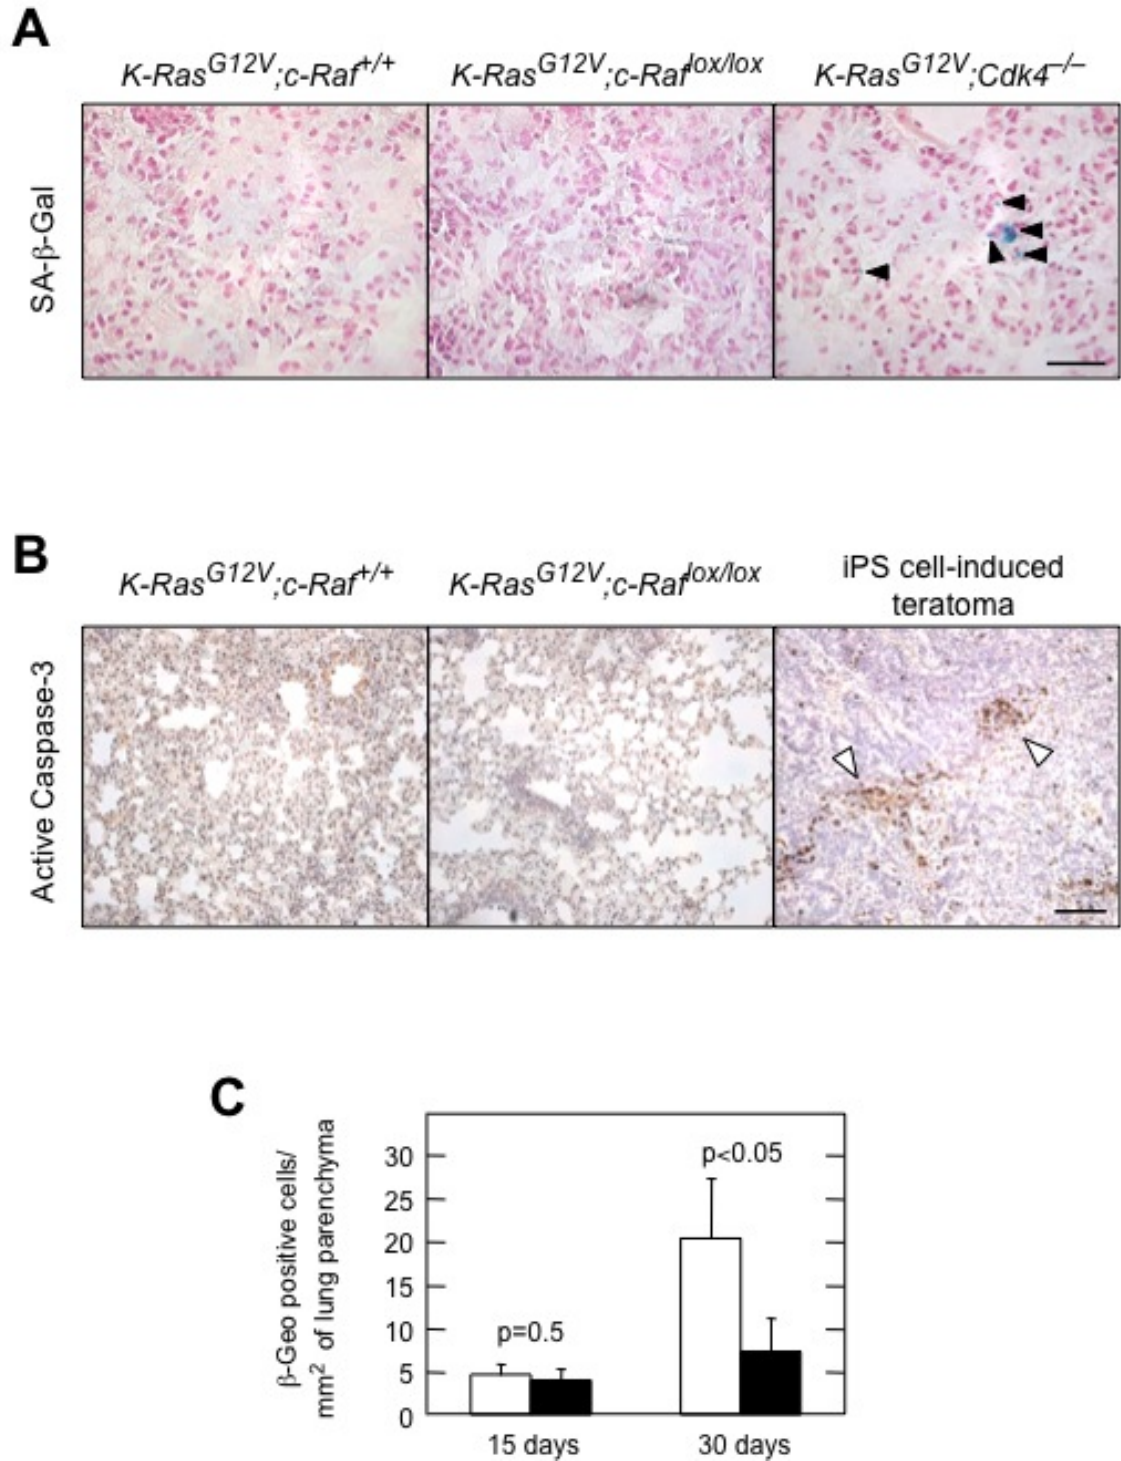 A
K-Ras^G12V;c-Raf^+/+ K-Ras^G12V;c-Raf^lox/lox K-Ras^G12V;Cdk4^–/–
SA-β-Gal
B
K-Ras^G12V;c-Raf^+/+ K-Ras^G12V;c-Raf^lox/lox iPS cell-induced
teratoma
Active Caspase-3
C
β-Geo positive cells/
mm² of lung parenchyma
30
25
20
15
10
5
0
p=0.5
p<0.05
15 days 30 days